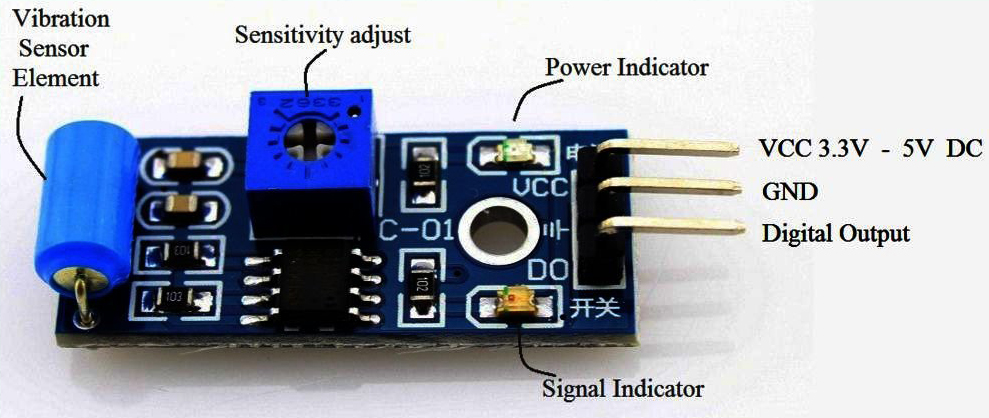 Vibration
Sensor
Element
Sensitivity adjust
Power Indicator
3362
VCC 3.3V - 5V DC
GND
Digital Output
VCC
C-01
DO
开关
102
102
103
103
Signal Indicator